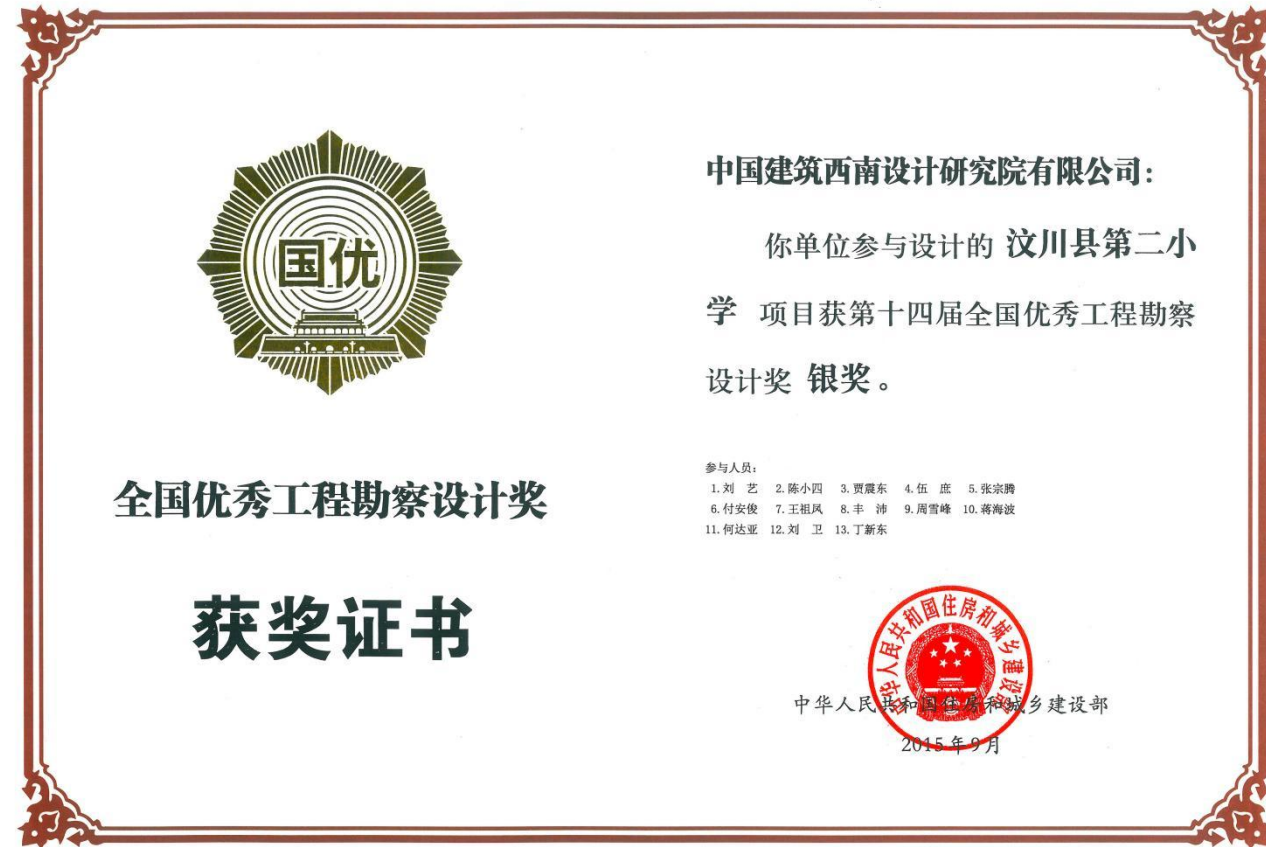 国优
全国优秀工程勘察设计奖
获奖证书
中国建筑西南设计研究院有限公司：
你单位参与设计的 汶川县第二小
学 项目获第十四届全国优秀工程勘察
设计奖 银奖。
参与人员：
1.刘 艺 2.陈小四 3.贾震东 4.伍 庶 5.张宗腾
6.付安俊 7.王祖凤 8.丰 沛 9.周雪峰 10.蒋海波
11.何达亚 12.刘 卫 13.丁新东
中华人民共和国住房和城乡建设部
中华人民共和国住房和城乡建设部
2015年9月